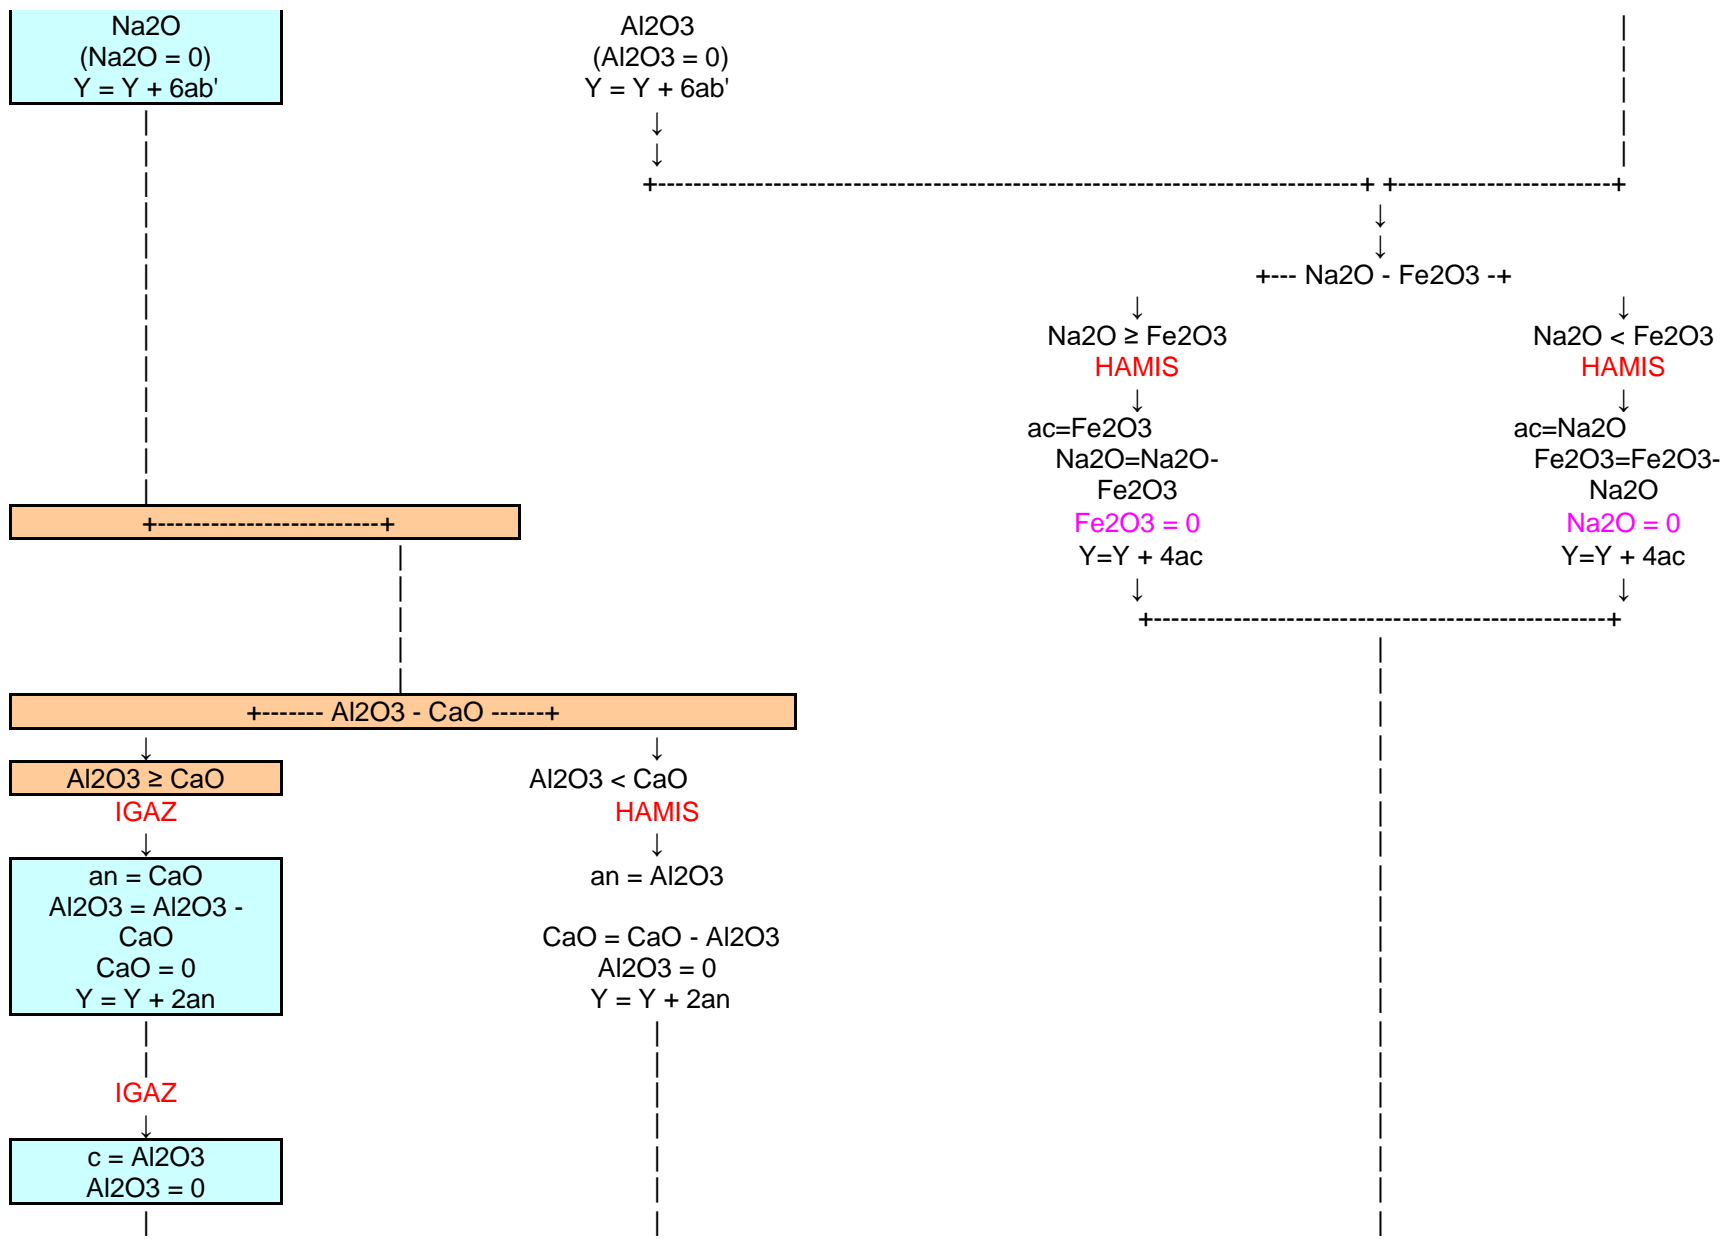 Na2O
(Na2O = 0)
Y = Y + 6ab'
Al2O3
(Al2O3 = 0)
Y = Y + 6ab'
↓
↓
+--------------------------------------------------------------------------------+ +-------------------------+
↓
↓
+--- Na2O - Fe2O3 -+
↓ ↓
Na2O ≥ Fe2O3
HAMIS
↓
ac=Fe2O3
Na2O=Na2O-
Fe2O3
Fe2O3 = 0
Y=Y + 4ac
↓
Na2O < Fe2O3
HAMIS
↓
ac=Na2O
Fe2O3=Fe2O3-
Na2O
Na2O = 0
Y=Y + 4ac
↓
+----------------------------------------------------+
+-------------------------+
+------- Al2O3 - CaO ------+
↓ ↓
Al2O3 ≥ CaO
IGAZ
↓
an = CaO
Al2O3 = Al2O3 -
CaO
CaO = 0
Y = Y + 2an
IGAZ
↓
c = Al2O3
Al2O3 = 0
Al2O3 < CaO
HAMIS
↓
an = Al2O3
CaO = CaO - Al2O3
Al2O3 = 0
Y = Y + 2an